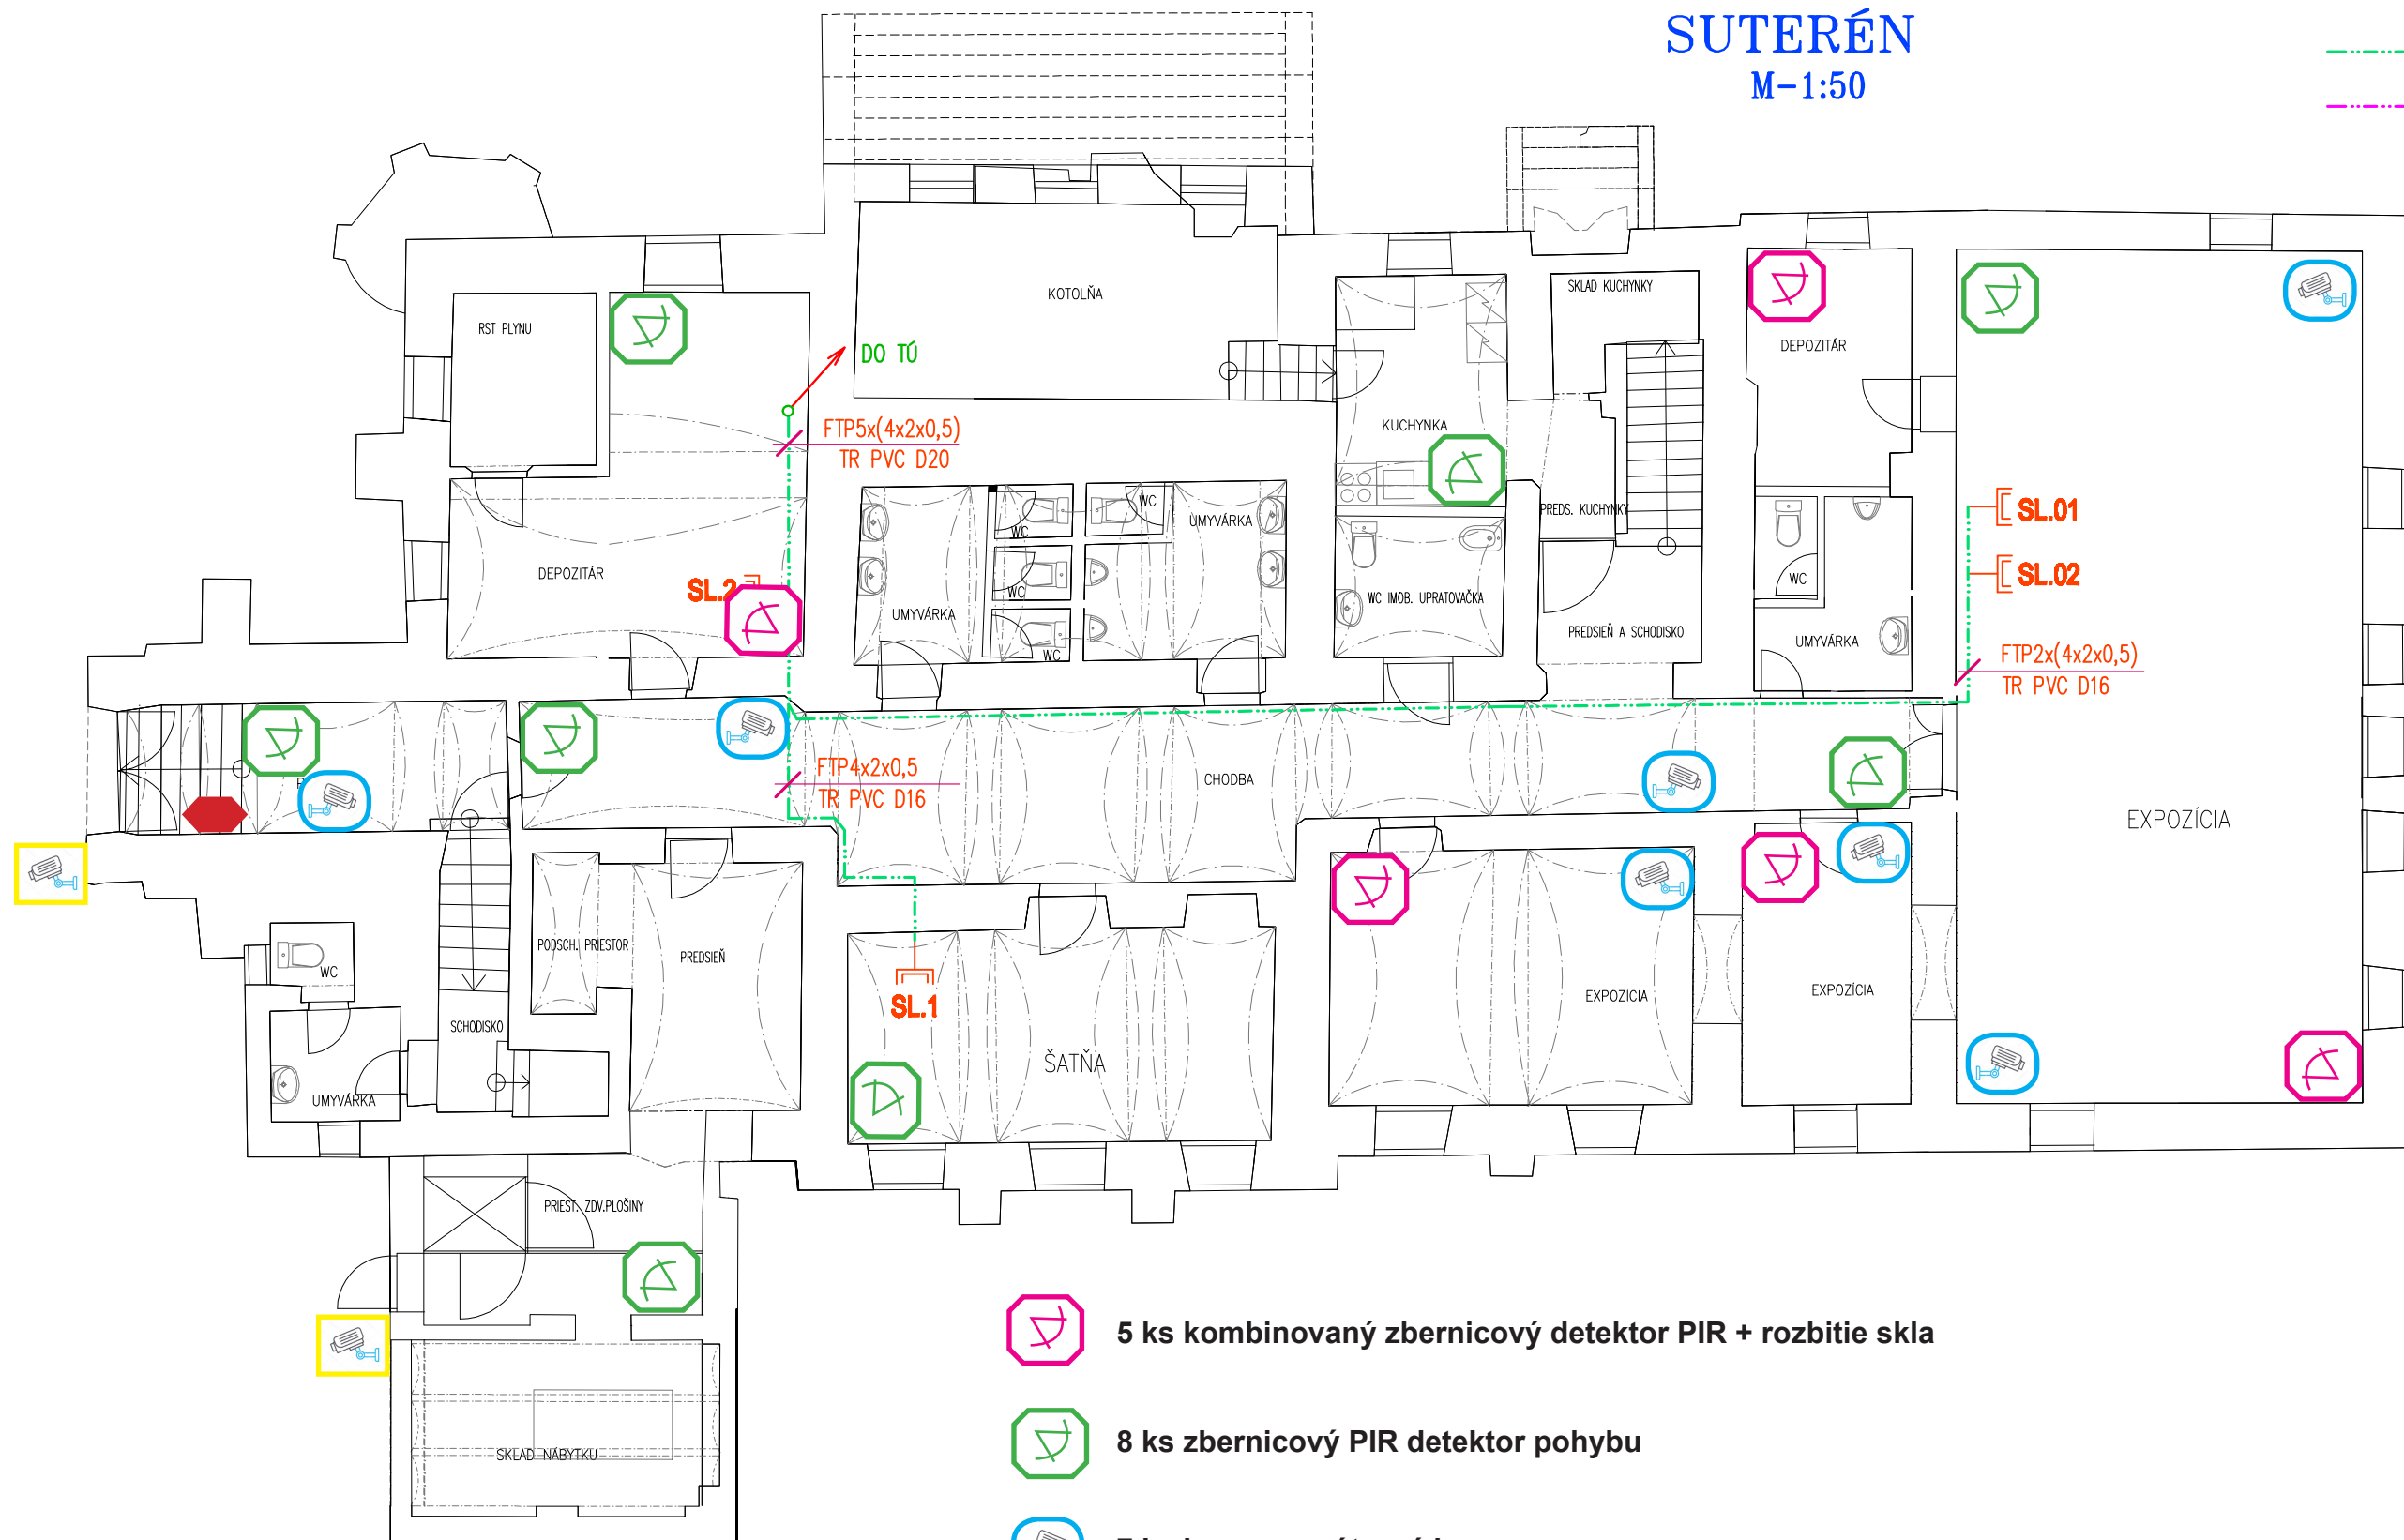 SUTERÉN
M-1:50
KOTOLŇA
SKLAD KUCHYNKY
RST PLYNU
DO TÚ
DEPOZITÁR
FTP5x(4x2x0,5)
TR PVC D20
KUCHYNKA
WC
UMYVÁRKA
PREDS. KUCHYNKY
SL.01
WC
DEPOZITÁR
SL.02
SL.2
WC
WC
UMYVÁRKA
WC IMOB. UPRATOVAČKA
PREDSIEŇ A SCHODISKO
UMYVÁRKA
WC
FTP2x(4x2x0,5)
TR PVC D16
FTP4x2x0,5
TR PVC D16
CHODBA
EXPOZÍCIA
PODSCH. PRIESTOR
PREDSIEŇ
WC
SL.1
EXPOZÍCIA
EXPOZÍCIA
SCHODISKO
ŠATŇA
UMYVÁRKA
PRIEST. ZDV.PLOŠINY
5 ks kombinovaný zbernicový detektor PIR + rozbitie skla
8 ks zbernicový PIR detektor pohybu
SKLAD NÁBYTKU